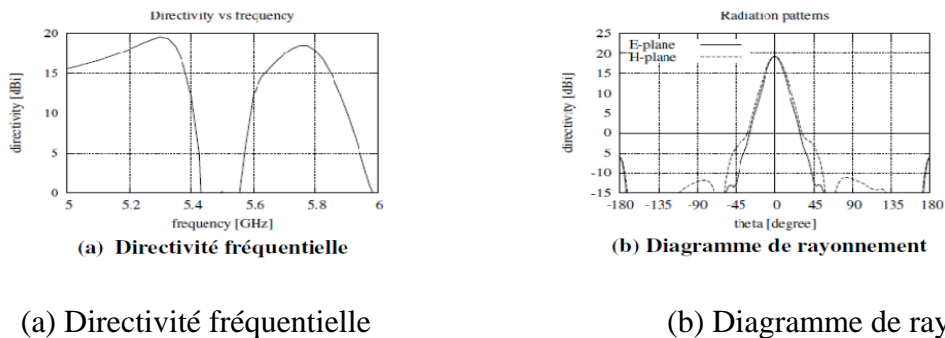 Directivity vs frequency
20
15
10
5
0
directivity [dBi]
5 5.2 5.4 5.6 5.8 6
frequency [GHz]
(a) Directivité fréquentielle
Radiation patterns
E-plane
H-plane
25
20
15
10
5
0
5
-10
-15
directivity [dBi]
-180 -135 -90 -45 0 45 90 135 180
theta [degree]
(b) Diagramme de rayonnement
(a) Directivité fréquentielle
(b) Diagramme de ray